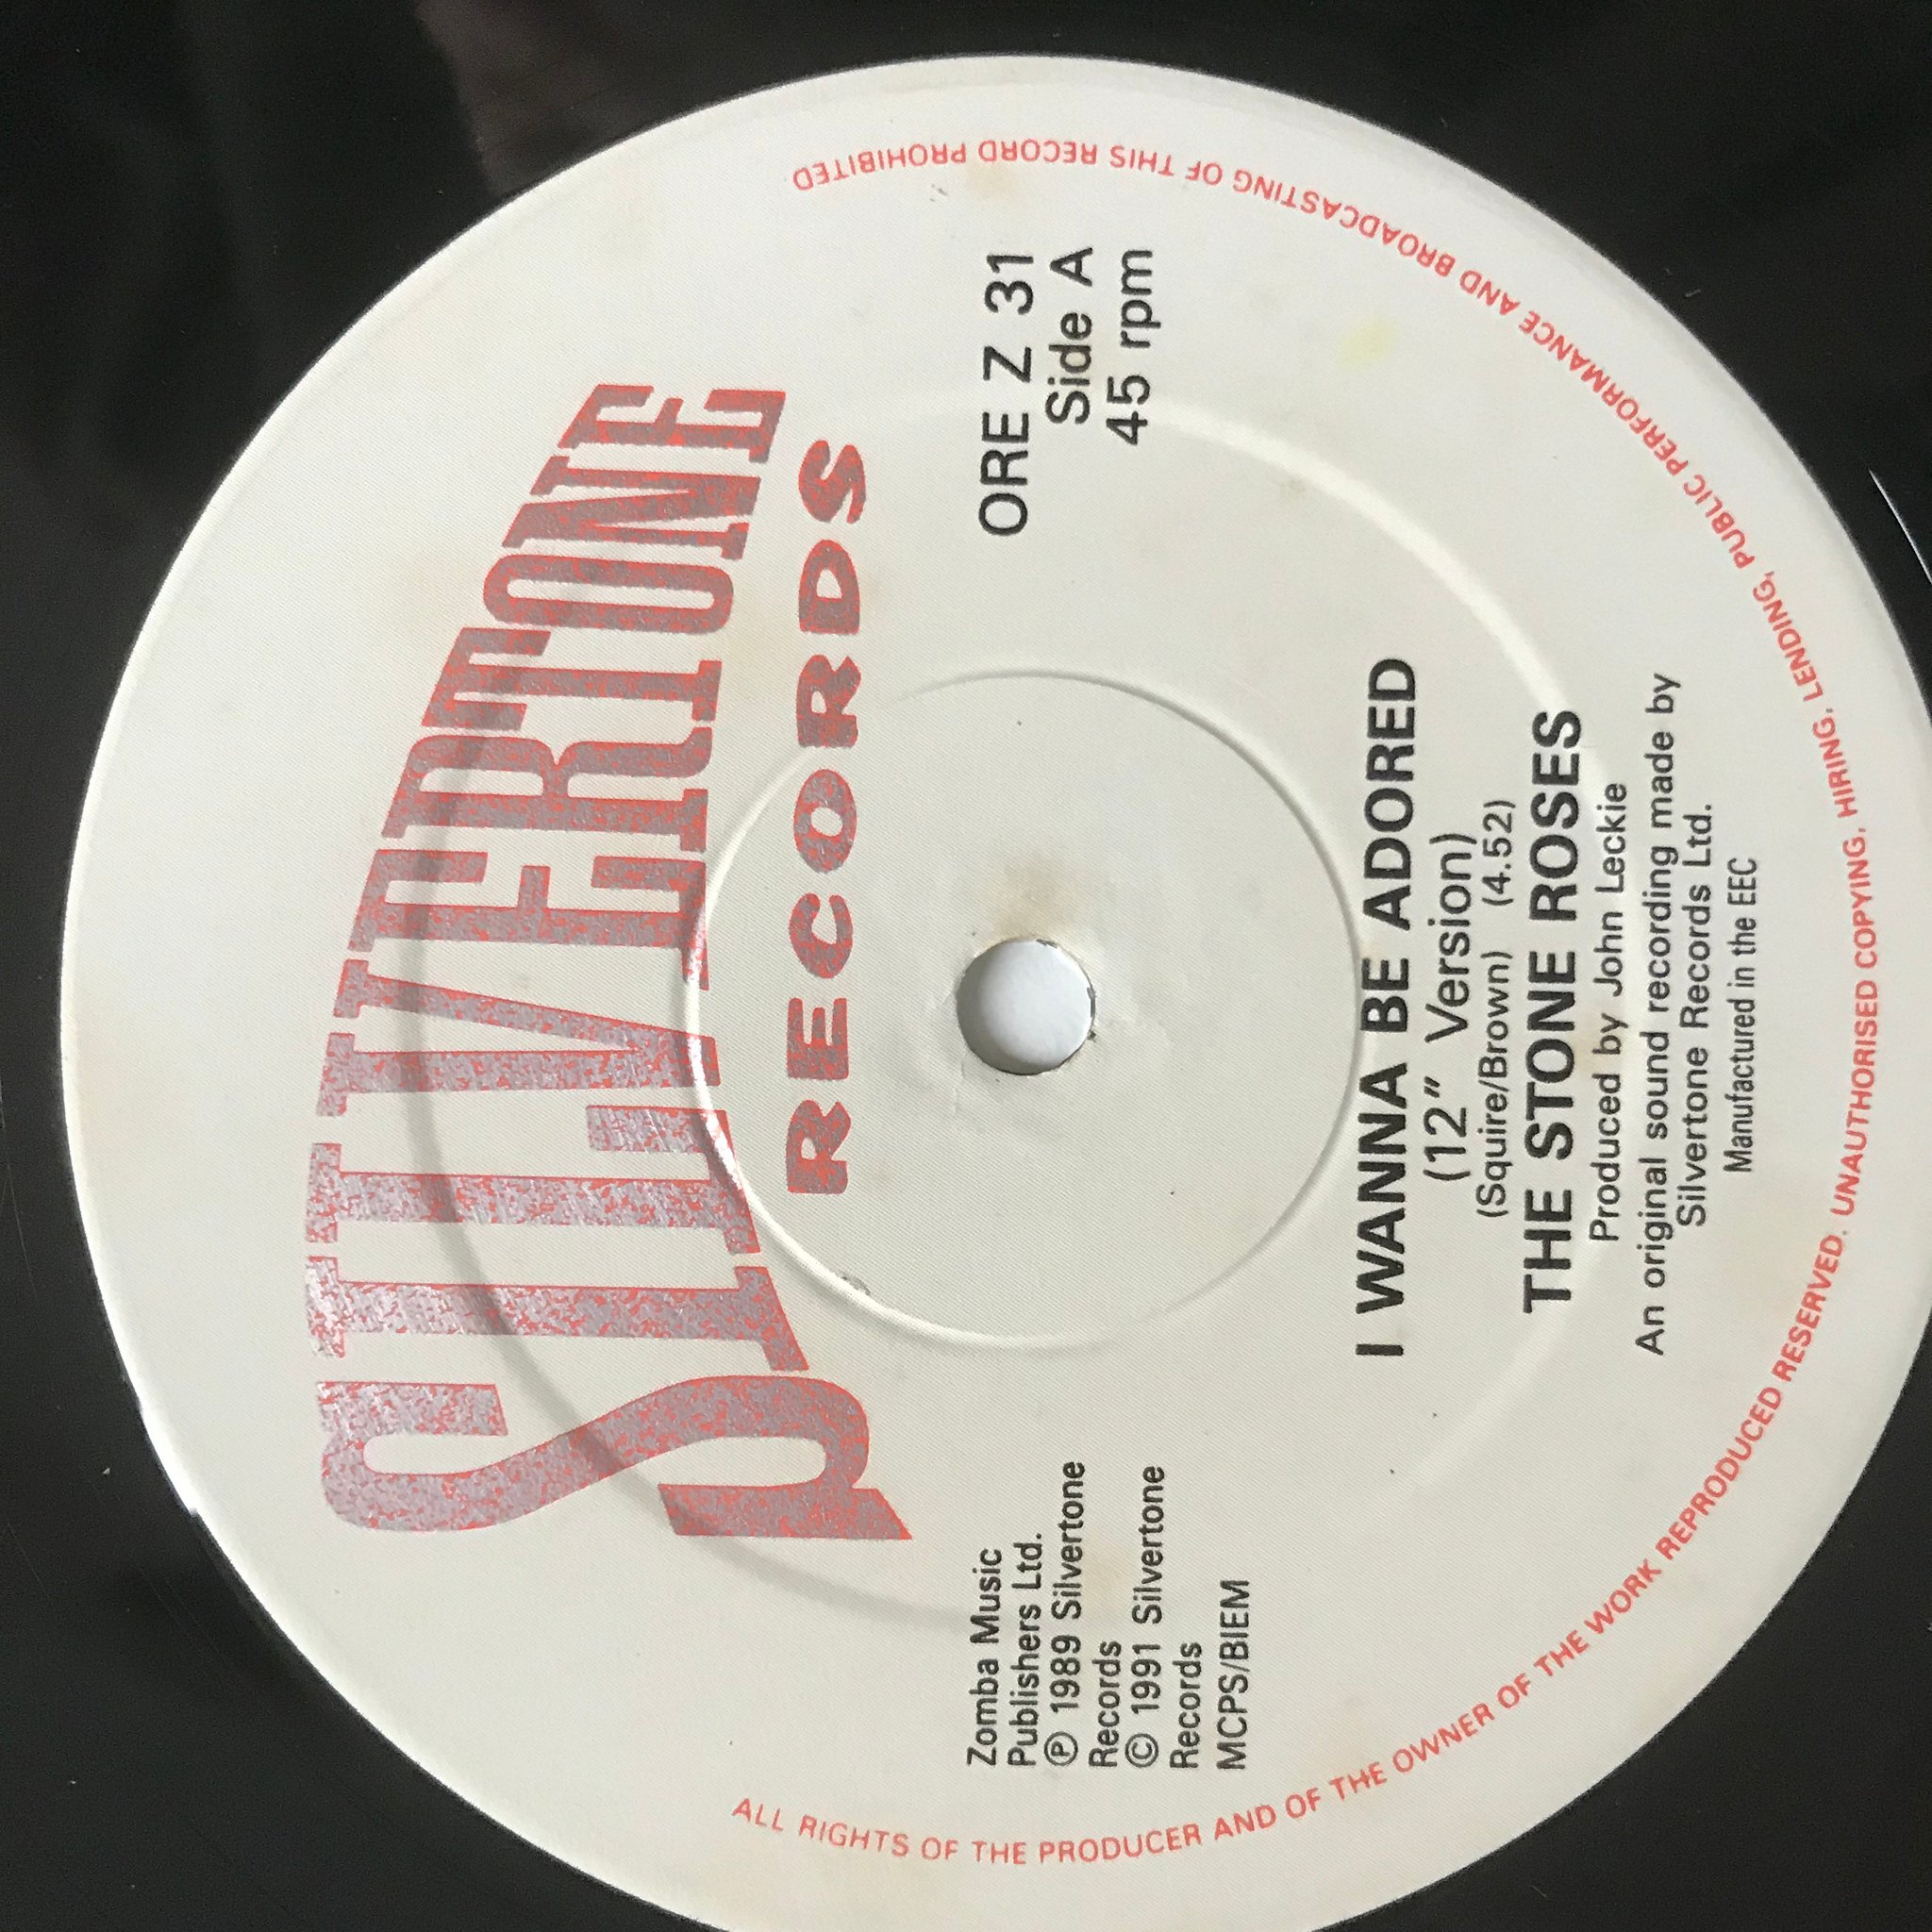 SILVERTONE
RECORDS
Zomba Music
Publishers Ltd.
℗ 1989 Silvertone
Records
© 1991 Silvertone
Records
MCPS/BIEM
ORE Z 31
Side A
45 rpm
I WANNA BE ADORED
(12" Version)
(Squire/Brown) (4.52)
THE STONE ROSES
Produced by John Leckie
An original sound recording made by
Silvertone Records Ltd.
Manufactured in the EEC
ALL RIGHTS OF THE PRODUCER AND OF THE OWNER OF THE WORK REPRODUCED RESERVED. UNAUTHORISED COPYING, HIRING, LENDING, PUBLIC PERFORMANCE AND BROADCASTING OF THIS RECORD PROHIBITED